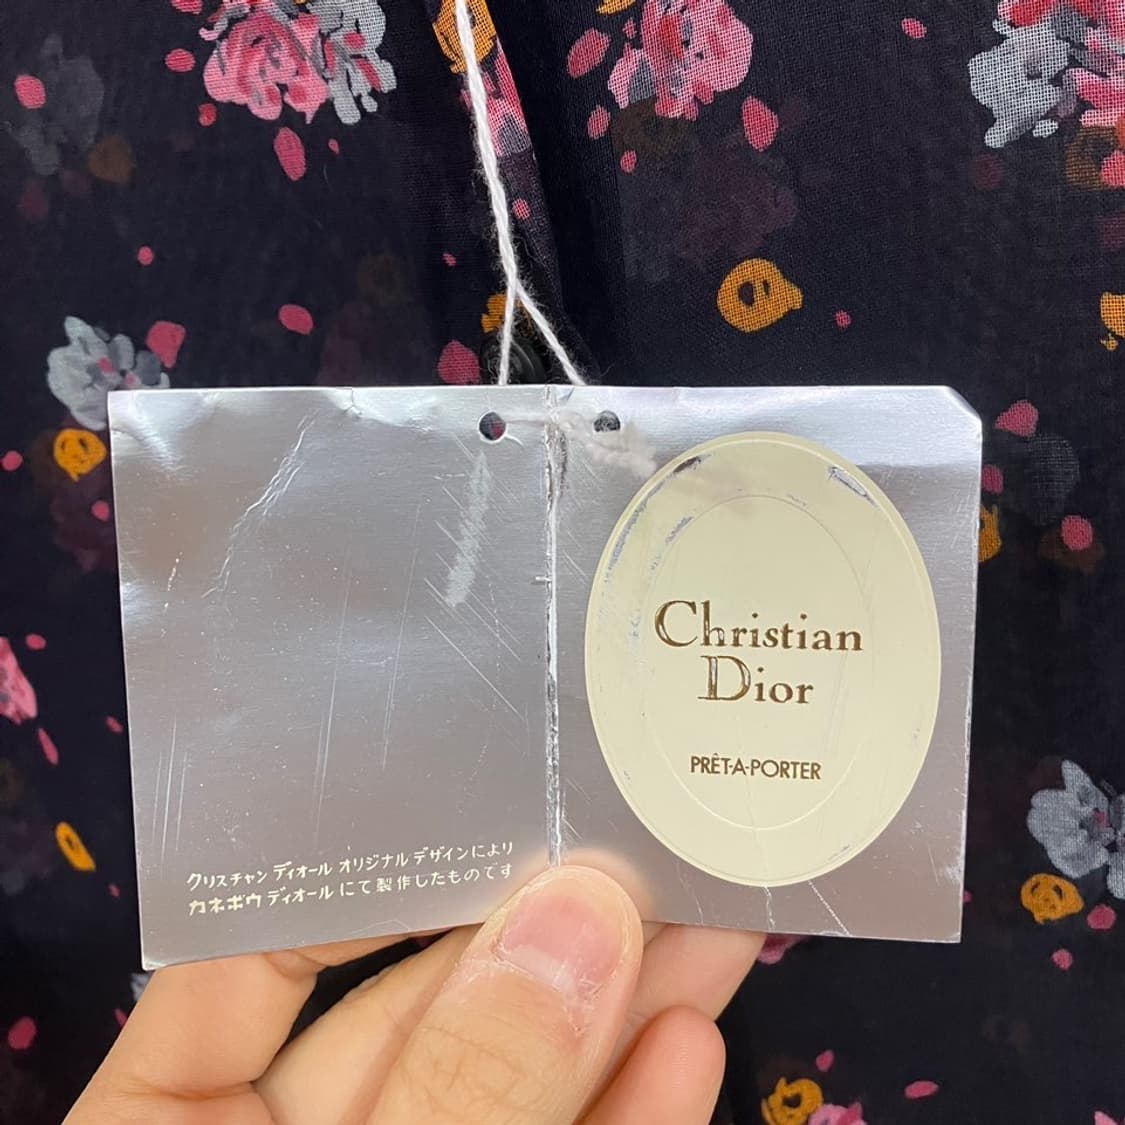 クリスチャン ディオール オリジナル デザインにより
カネボウ ディオール にて製作したものです
Christian
Dior
PRÊT-A-PORTER